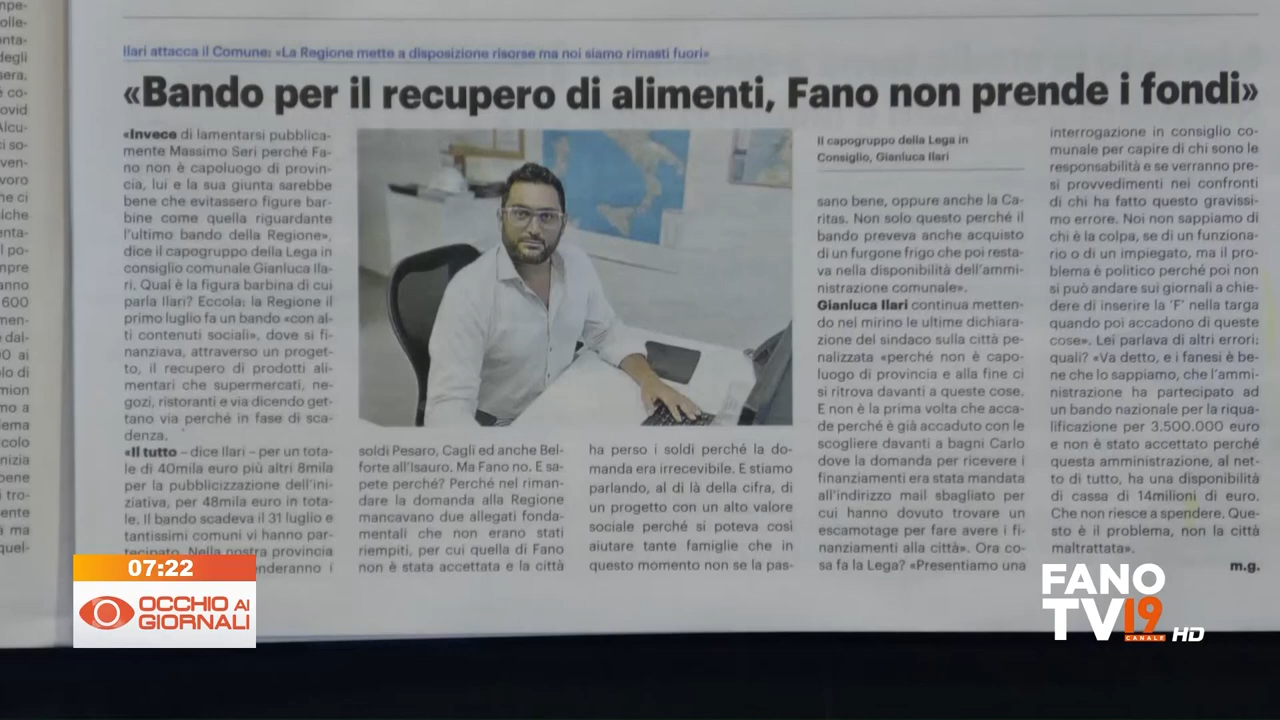 Ilari attacca il Comune: «La Regione mette a disposizione risorse ma noi siamo rimasti fuori»
«Bando per il recupero di alimenti, Fano non prende i fondi»
«Invece di lamentarsi pubblica-
mente Massimo Seri perché Fa-
no non è capoluogo di provin-
cia, lui e la sua giunta sarebbe
bene che evitassero figure bar-
bine come quella riguardante
l'ultimo bando della Regione»,
dice il capogruppo della Lega in
consiglio comunale Gianluca Ila-
ri. Qual è la figura barbina di cui
parla Ilari? Eccola: la Regione il
primo luglio fa un bando «con al-
ti contenuti sociali», dove si fi-
nanziava, attraverso un proget-
to, il recupero di prodotti ali-
mentari che supermercati, ne-
gozi, ristoranti e via dicendo get-
tano via perché in fase di sca-
denza.
«Il tutto – dice Ilari – per un tota-
le di 40mila euro più altri 8mila
per la pubblicizzazione dell'ini-
ziativa, per 48mila euro in tota-
le. Il bando scadeva il 31 luglio e
tantissimi comuni vi hanno par-
tecipato. Nella nostra provincia
nderanno i
soldi Pesaro, Cagli ed anche Bel-
forte all'Isauro. Ma Fano no. E sa-
pete perché? Perché nel riman-
dare la domanda alla Regione
mancavano due allegati fonda-
mentali che non erano stati
riempiti, per cui quella di Fano
non è stata accettata e la città
ha perso i soldi perché la do-
manda era irrecevibile. E stiamo
parlando, al di là della cifra, di
un progetto con un alto valore
sociale perché si poteva così
aiutare tante famiglie che in
questo momento non se la pas-
Il capogruppo della Lega in
Consiglio, Gianluca Ilari
sano bene, oppure anche la Ca-
ritas. Non solo questo perché il
bando preveva anche acquisto
di un furgone frigo che poi resta-
va nella disponibilità dell'ammi-
nistrazione comunale».
Gianluca Ilari continua metten-
do nel mirino le ultime dichiara-
zione del sindaco sulla città pe-
nalizzata «perché non è capo-
luogo di provincia e alla fine ci
si ritrova davanti a queste cose.
E non è la prima volta che acca-
de perché è già accaduto con le
scogliere davanti a bagni Carlo
dove la domanda per ricevere i
finanziamenti era stata mandata
all'indirizzo mail sbagliato per
cui hanno dovuto trovare un
escamotage per fare avere i fi-
nanziamenti alla città». Ora co-
sa fa la Lega? «Presentiamo una
interrogazione in consiglio co-
munale per capire di chi sono le
responsabilità e se verranno pre-
si provvedimenti nei confronti
di chi ha fatto questo gravissi-
mo errore. Noi non sappiamo di
chi è la colpa, se di un funziona-
rio o di un impiegato, ma il pro-
blema è politico perché poi non
si può andare sui giornali a chie-
dere di inserire la 'F' nella targa
quando poi accadono di queste
cose». Lei parlava di altri errori:
quali? «Va detto, e i fanesi è be-
ne che lo sappiamo, che l'ammi-
nistrazione ha partecipato ad
un bando nazionale per la riqua-
lificazione per 3.500.000 euro
e non è stato accettato perché
questa amministrazione, al net-
to di tutto, ha una disponibilità
di cassa di 14milioni di euro.
Che non riesce a spendere. Que-
sto è il problema, non la città
maltrattata».
m.g.
07:22
OCCHIO AI
GIORNALI
FANO
TV19
CANALE HD